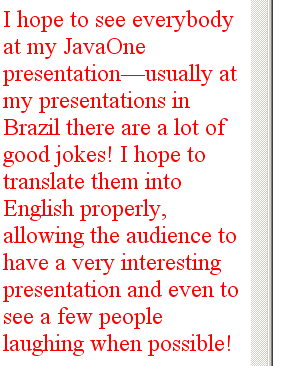 I hope to see everybody
at my JavaOne
presentation—usually at
my presentations in
Brazil there are a lot of
good jokes! I hope to
translate them into
English properly,
allowing the audience to
have a very interesting
presentation and even to
see a few people
laughing when possible!